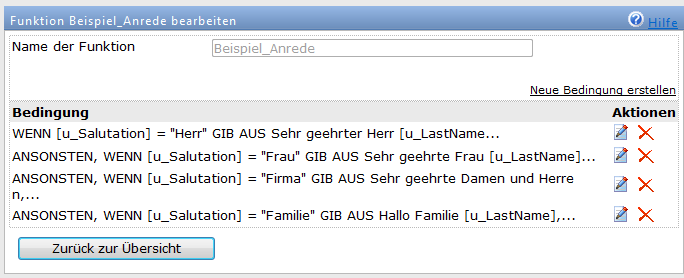 Funktion Beispiel_Anrede bearbeiten
Hilfe
Name der Funktion
Beispiel_Anrede
Neue Bedingung erstellen
Bedingung
Aktionen
WENN [u_Salutation] = "Herr" GIB AUS Sehr geehrter Herr [u_LastName...
ANSONSTEN, WENN [u_Salutation] = "Frau" GIB AUS Sehr geehrte Frau [u_LastName]...
ANSONSTEN, WENN [u_Salutation] = "Firma" GIB AUS Sehr geehrte Damen und Herre
n,...
ANSONSTEN, WENN [u_Salutation] = "Familie" GIB AUS Hallo Familie [u_LastName],...
Zurück zur Übersicht